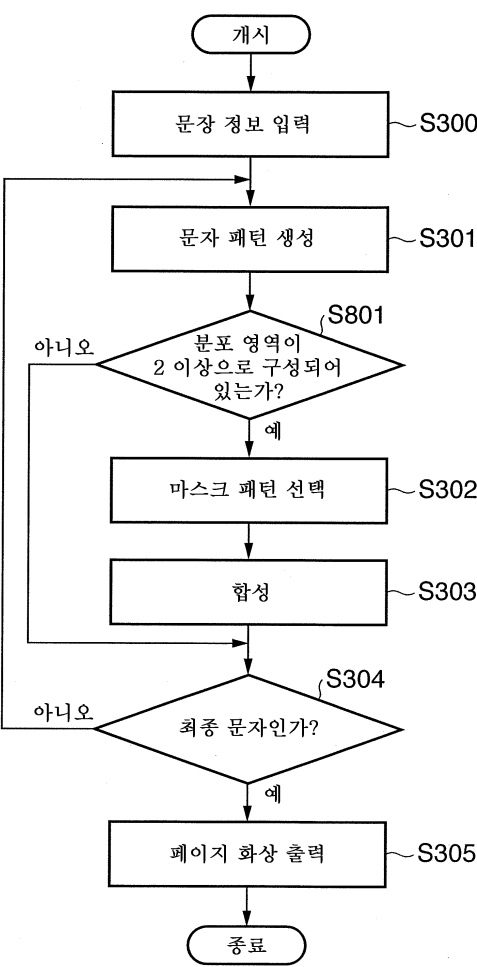 개시
문장 정보 입력
S300
문자 패턴 생성
S301
S801
분포 영역이
2 이상으로 구성되어
있는가?
아니오
예
마스크 패턴 선택
S302
합성
S303
S304
최종 문자인가?
아니오
예
페이지 화상 출력
S305
종료